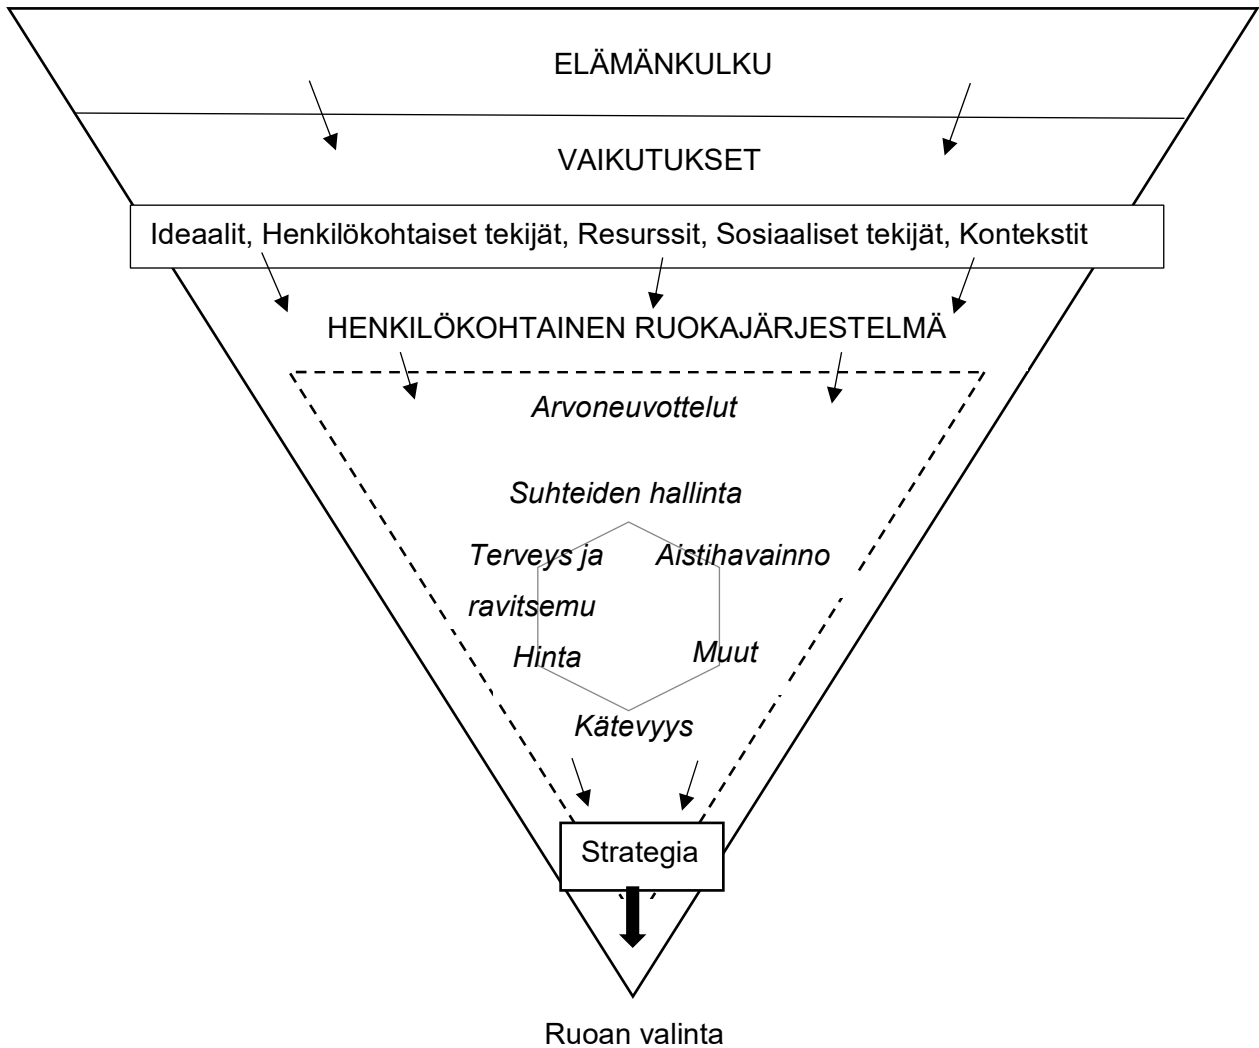 ELÄMÄNKULKU
VAIKUTUKSET
Ideaalit, Henkilökohtaiset tekijät, Resurssit, Sosiaaliset tekijät, Kontekstit
HENKILÖKOHTAINEN RUOKAJÄRJESTELMÄ
Arvoneuvottelut
Suhteiden hallinta
Terveys ja Aistihavainno
ravitsemu
Hinta Muut
Kätevyys
Strategia
Ruoan valinta